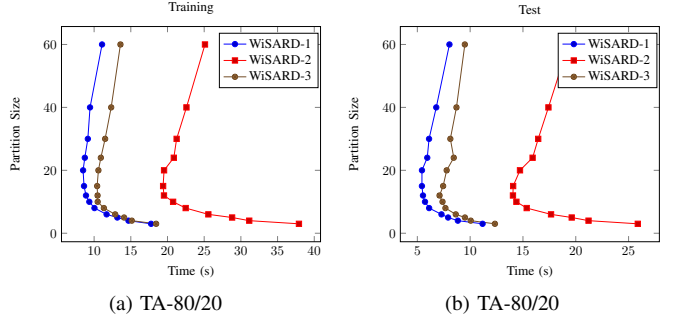 Training
Partition Size
60
40
20
0
10
15
20
25
30
35
40
Time (s)
WiSARD-1
WiSARD-2
WiSARD-3
(a) TA-80/20
Test
Partition Size
60
40
20
0
5
10
15
20
25
Time (s)
WiSARD-1
WiSARD-2
WiSARD-3
(b) TA-80/20